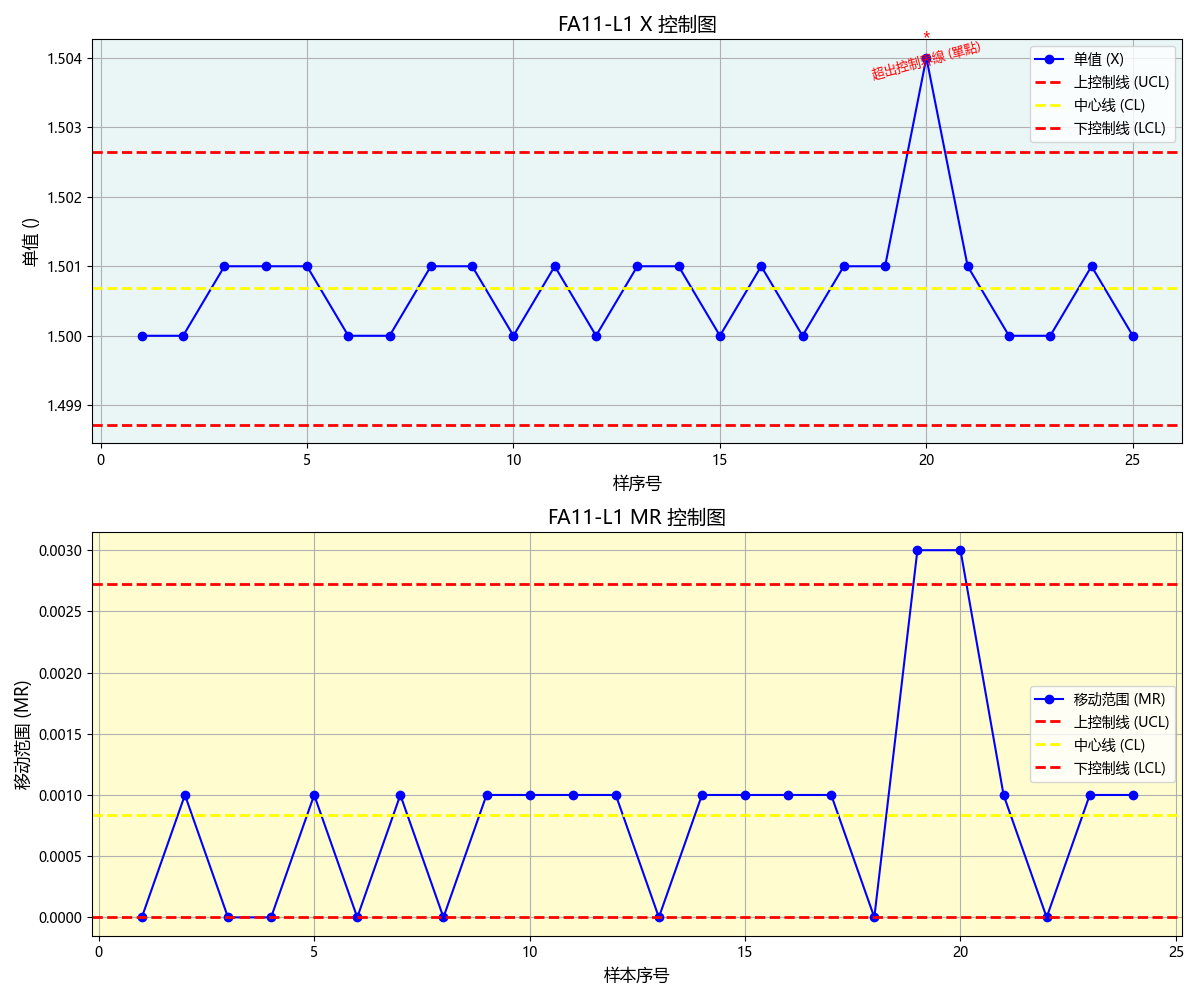 FA11-L1 X 控制图
*
超出控制界線 (單點)
单值 (X)
上控制线 (UCL)
中心线 (CL)
下控制线 (LCL)
单值 ()
1.504
1.503
1.502
1.501
1.500
1.499
0 5 10 15 20 25
样序号
FA11-L1 MR 控制图
移动范围 (MR)
上控制线 (UCL)
中心线 (CL)
下控制线 (LCL)
移动范围 (MR)
0.0030
0.0025
0.0020
0.0015
0.0010
0.0005
0.0000
0 5 10 15 20 25
样本序号